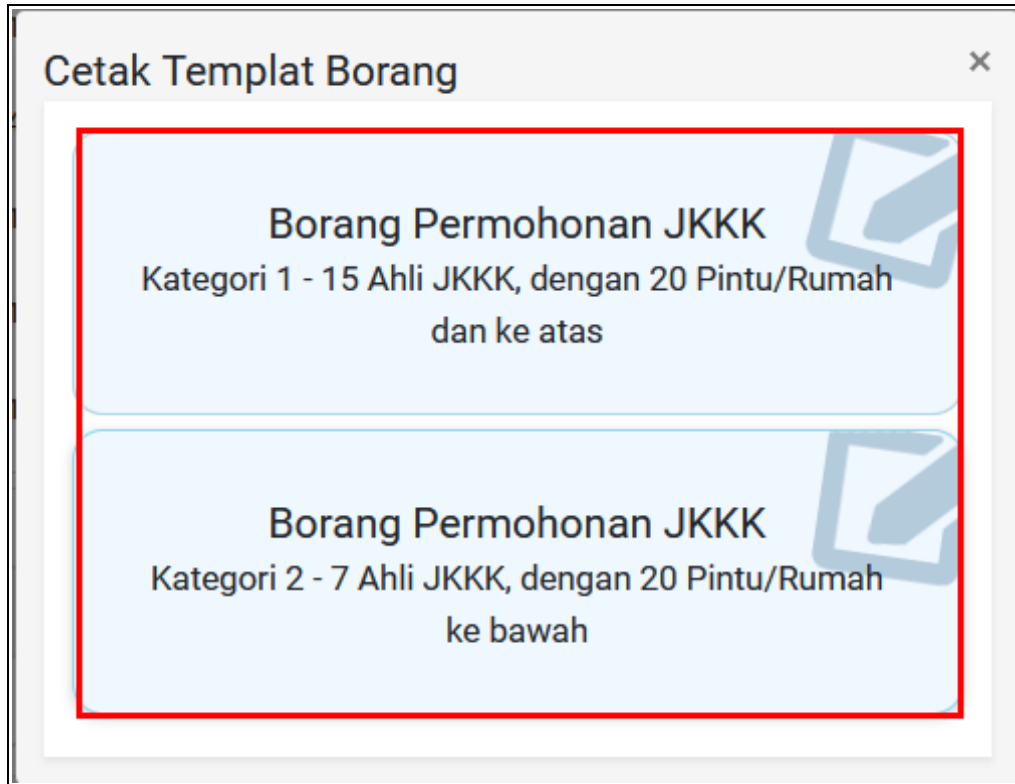 Cetak Templat Borang
×
Borang Permohonan JKKK
Kategori 1 - 15 Ahli JKKK, dengan 20 Pintu/Rumah
dan ke atas
Borang Permohonan JKKK
Kategori 2 - 7 Ahli JKKK, dengan 20 Pintu/Rumah
ke bawah